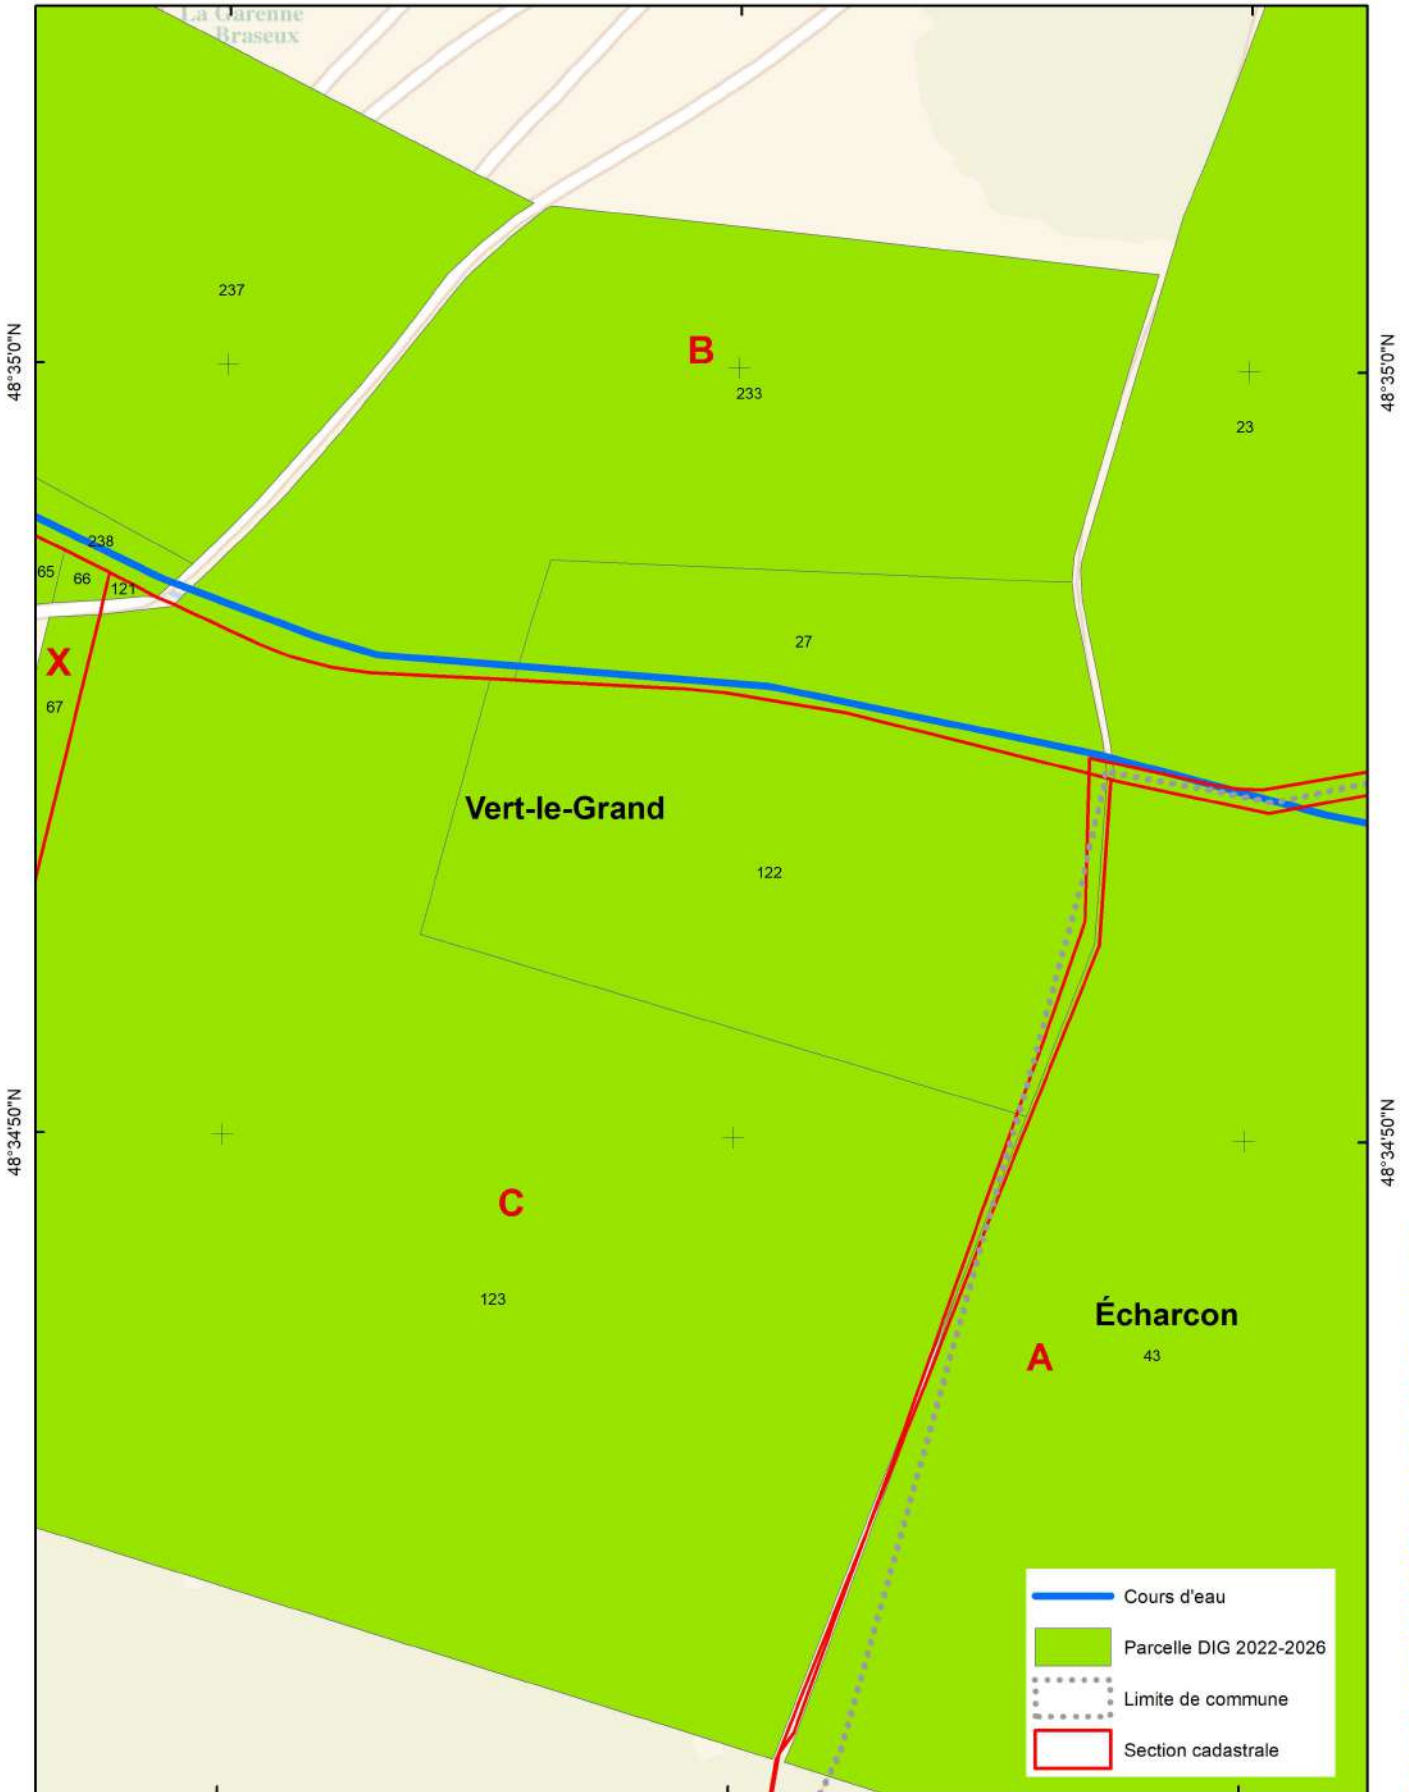 La Garenne
Braseux
237
B
48°35'0"N
48°35'0"N
233
23
238
65
66
121
27
X
67
Vert-le-Grand
122
48°34'50"N
48°34'50"N
C
123
Écharcon
A
43
Cours d'eau
Parcelle DIG 2022-2026
Limite de commune
Section cadastrale